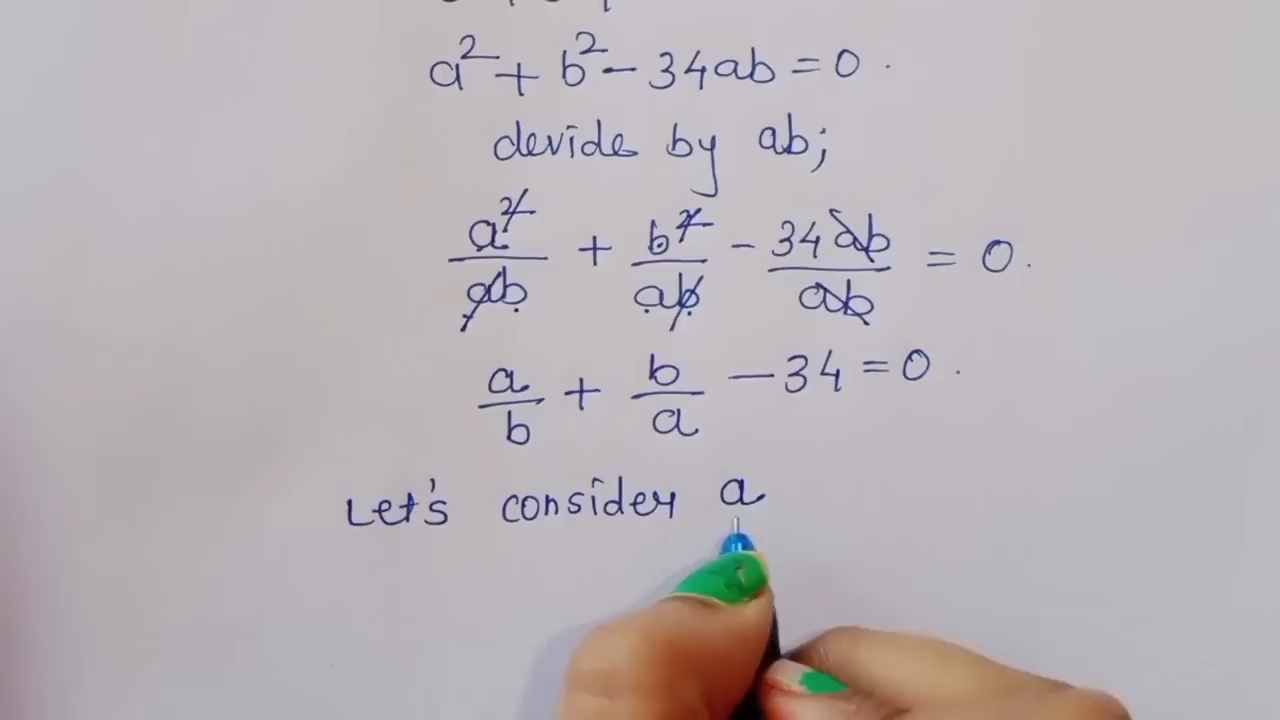 a² + b² - 34ab = 0.
devide by ab;
a²/ab + b²/ab - 34ab/ab = 0.
a/b + b/a - 34 = 0.
Let's consider a